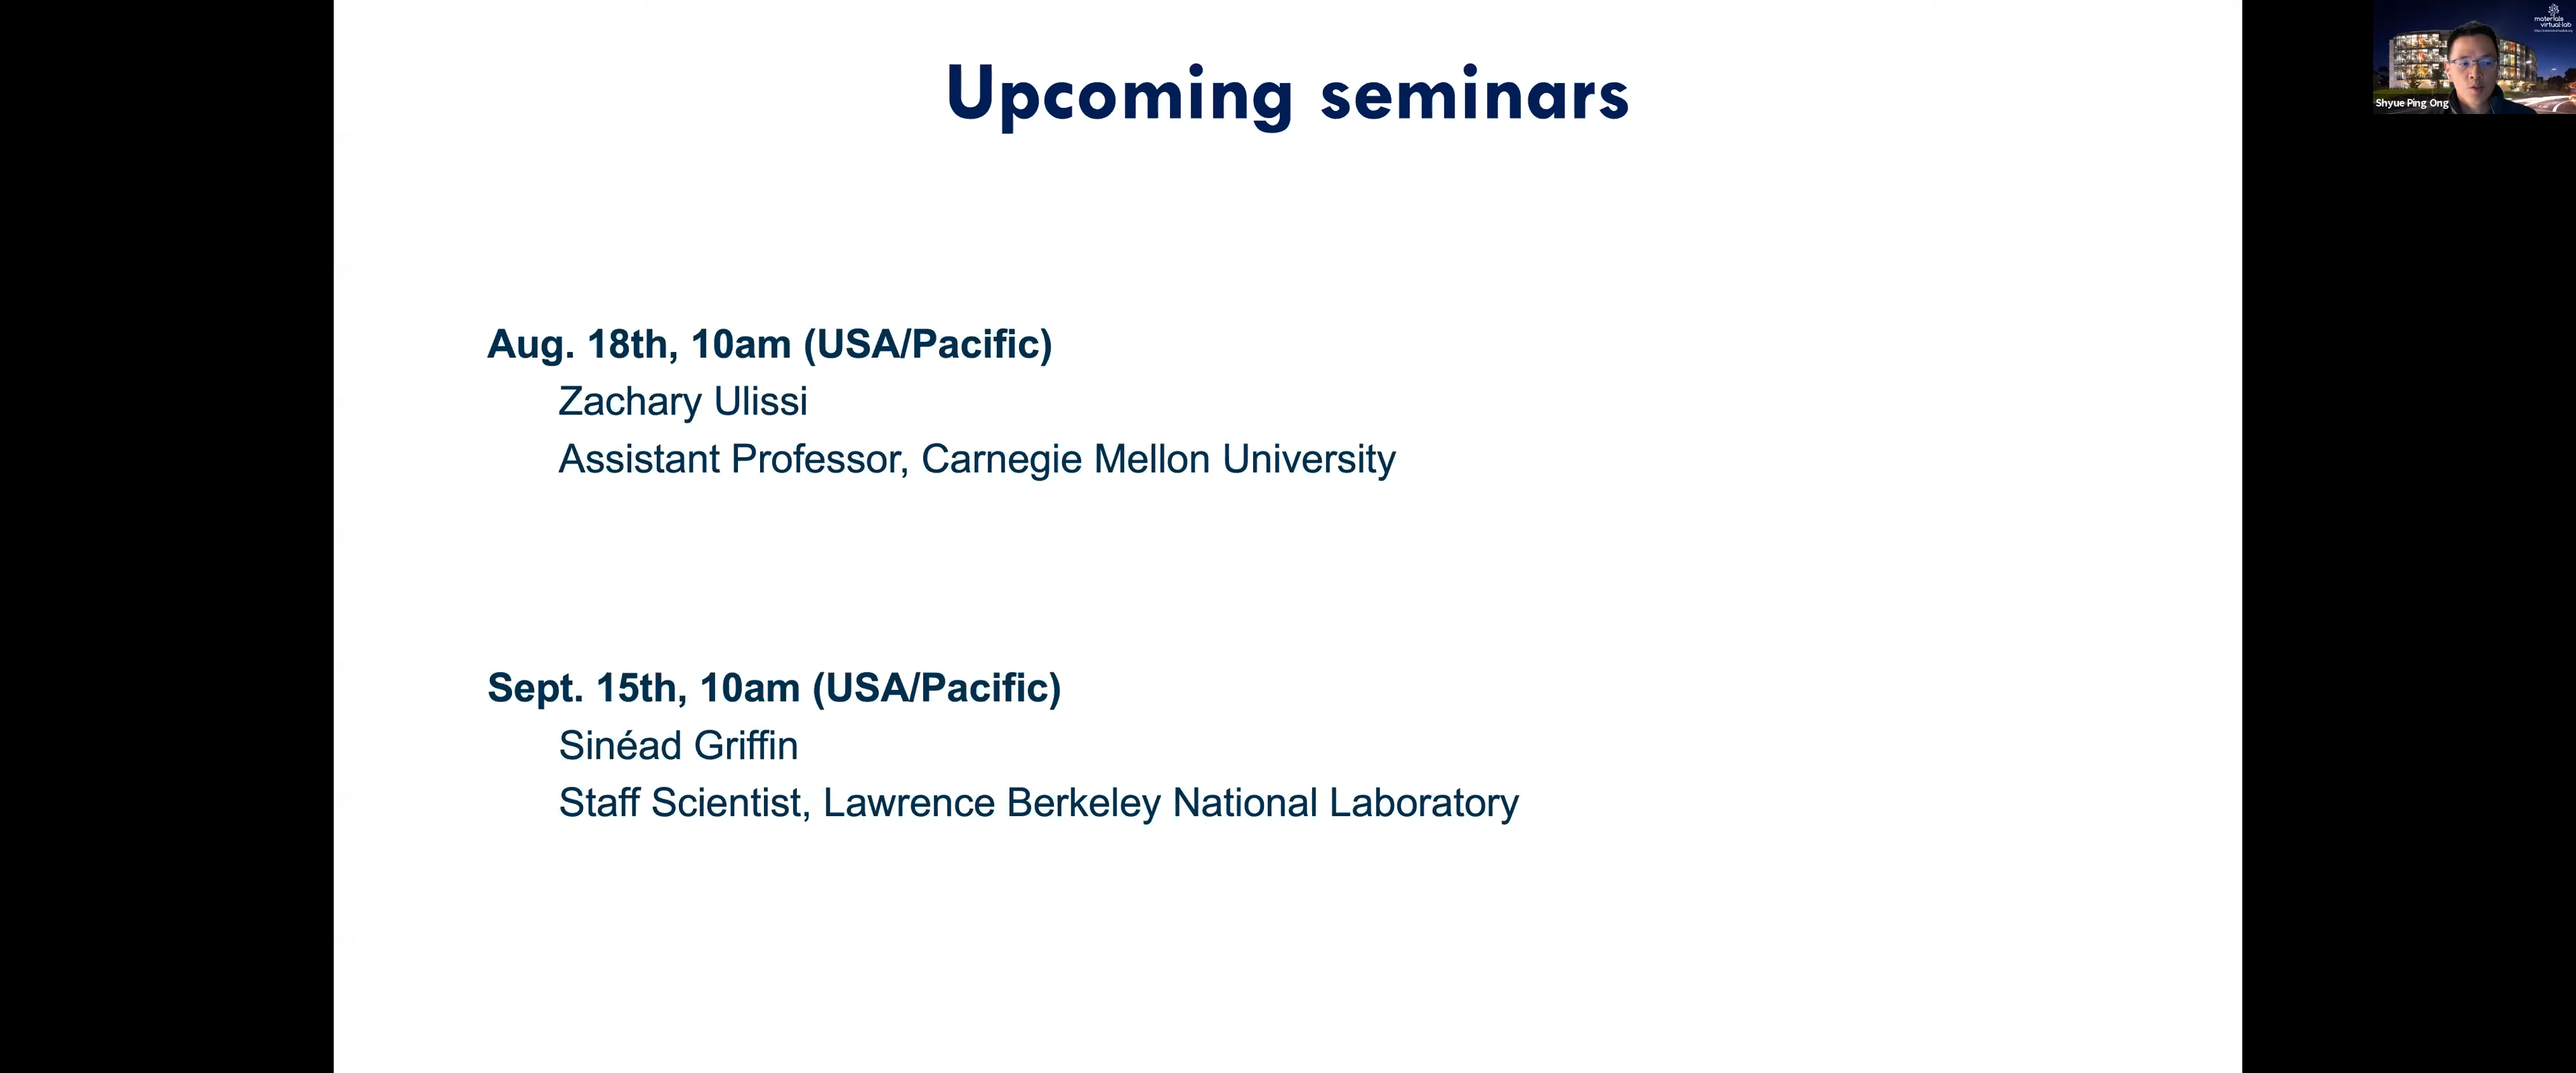 Upcoming seminars
materials
virtual·lab
Shyue Ping Ong
Aug. 18th, 10am (USA/Pacific)
Zachary Ulissi
Assistant Professor, Carnegie Mellon University
Sept. 15th, 10am (USA/Pacific)
Sinéad Griffin
Staff Scientist, Lawrence Berkeley National Laboratory